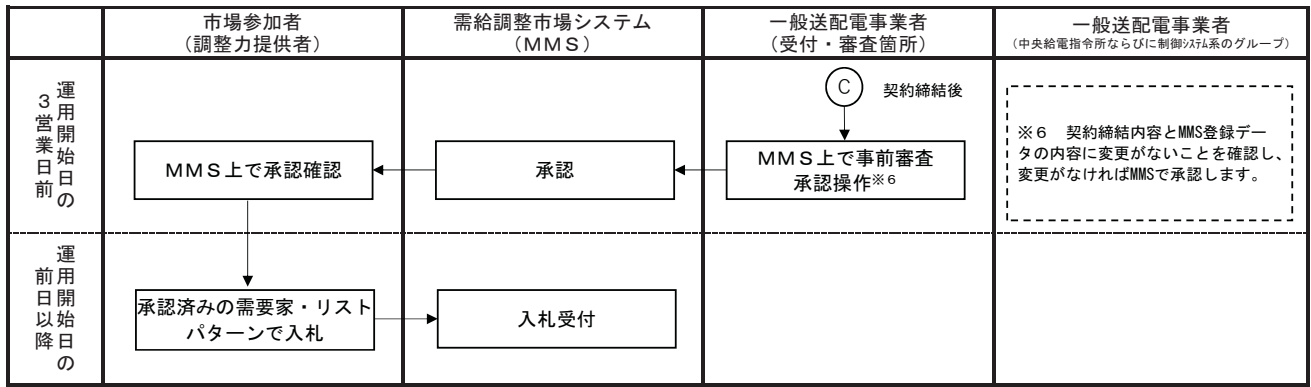 市場参加者
（調整力提供者）
需給調整市場システム
（ＭＭＳ）
一般送配電事業者
（受付・審査箇所）
一般送配電事業者
（中央給電指令所ならびに制御ｼｽﾃﾑ系のグループ）
運用開始日の
３営業日前
Ｃ
契約締結後
ＭＭＳ上で承認確認
承認
ＭＭＳ上で事前審査
承認操作※６
※６　契約締結内容とMMS登録デー
タの内容に変更がないことを確認し、
変更がなければMMSで承認します。
運用開始日の
前日以降
承認済みの需要家・リスト
パターンで入札
入札受付